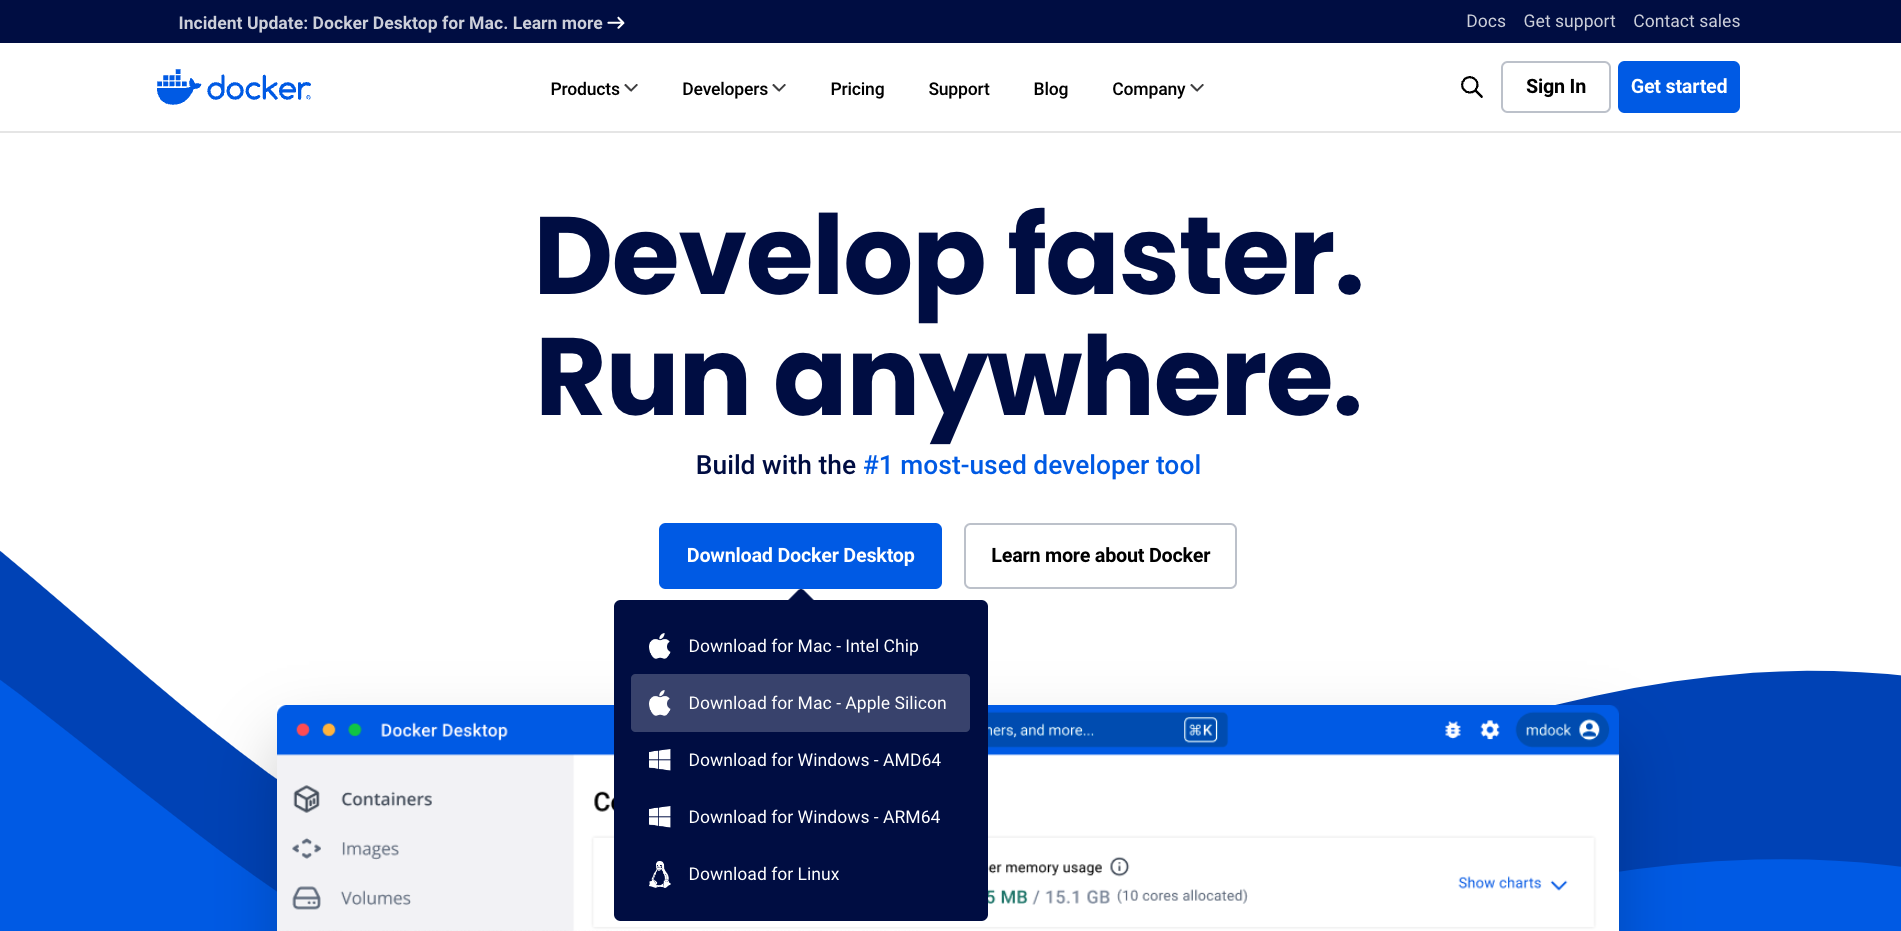 Incident Update: Docker Desktop for Mac. Learn more →
Docs Get support Contact sales
docker
Products Developers Pricing Support Blog Company
Sign In Get started
Develop faster.
Run anywhere.
Build with the #1 most-used developer tool
Download Docker Desktop
Learn more about Docker
Download for Mac - Intel Chip
Download for Mac - Apple Silicon
Download for Windows - AMD64
Download for Windows - ARM64
Download for Linux
Docker Desktop
and more...
⌘K
mdock
Containers
Images
Volumes
memory usage
MB / 15.1 GB (10 cores allocated)
Show charts